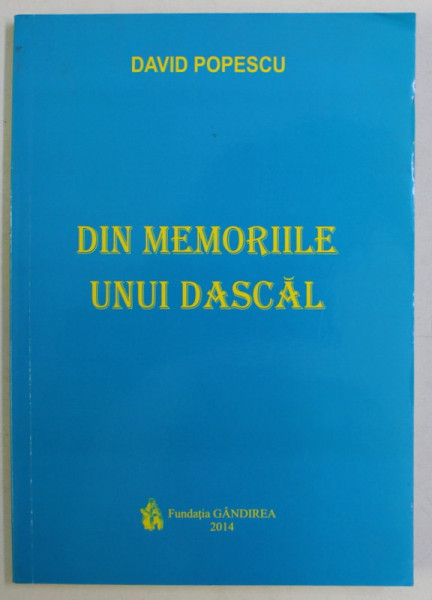 DAVID POPESCU
DIN MEMORIILE
UNUI DASCĂL
Fundația GÂNDIREA
2014